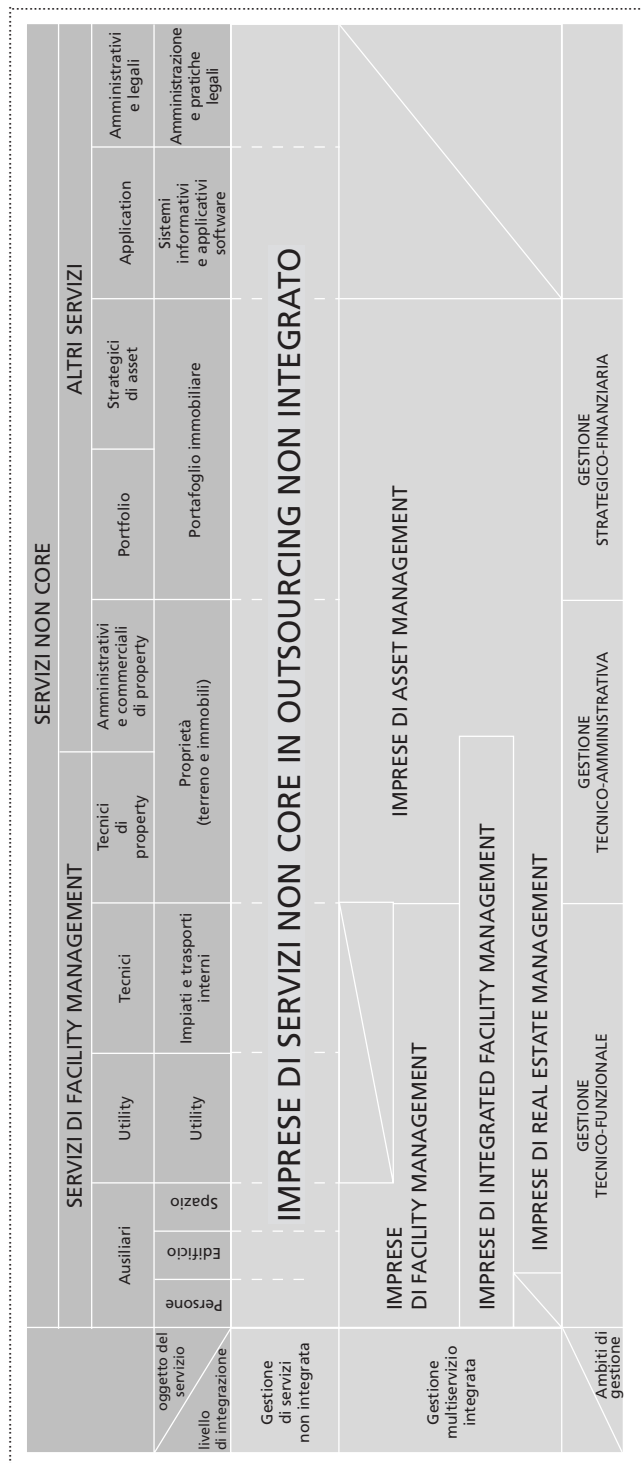 SERVIZI NON CORE
SERVIZI DI FACILITY MANAGEMENT
ALTRI SERVIZI
Ausiliari
Utility
Tecnici
Tecnici
di
property
Amministrativi
e commerciali
di property
Portfolio
Strategici
di asset
Application
Amministrativi
e legali
oggetto del
servizio
livello
di integrazione
Persone
Edificio
Spazio
Utility
Impiati e trasporti
interni
Proprietà
(terreno e immobili)
Portafoglio immobiliare
Sistemi
informativi
e applicativi
software
Amministrazione
e pratiche
legali
Gestione
di servizi
non integrata
IMPRESE DI SERVIZI NON CORE IN OUTSOURCING NON INTEGRATO
Gestione
multiservizio
integrata
IMPRESE
DI FACILITY MANAGEMENT
IMPRESE DI ASSET MANAGEMENT
IMPRESE DI INTEGRATED FACILITY MANAGEMENT
IMPRESE DI REAL ESTATE MANAGEMENT
Ambiti di
gestione
GESTIONE
TECNICO-FUNZIONALE
GESTIONE
TECNICO-AMMINISTRATIVA
GESTIONE
STRATEGICO-FINANZIARIA